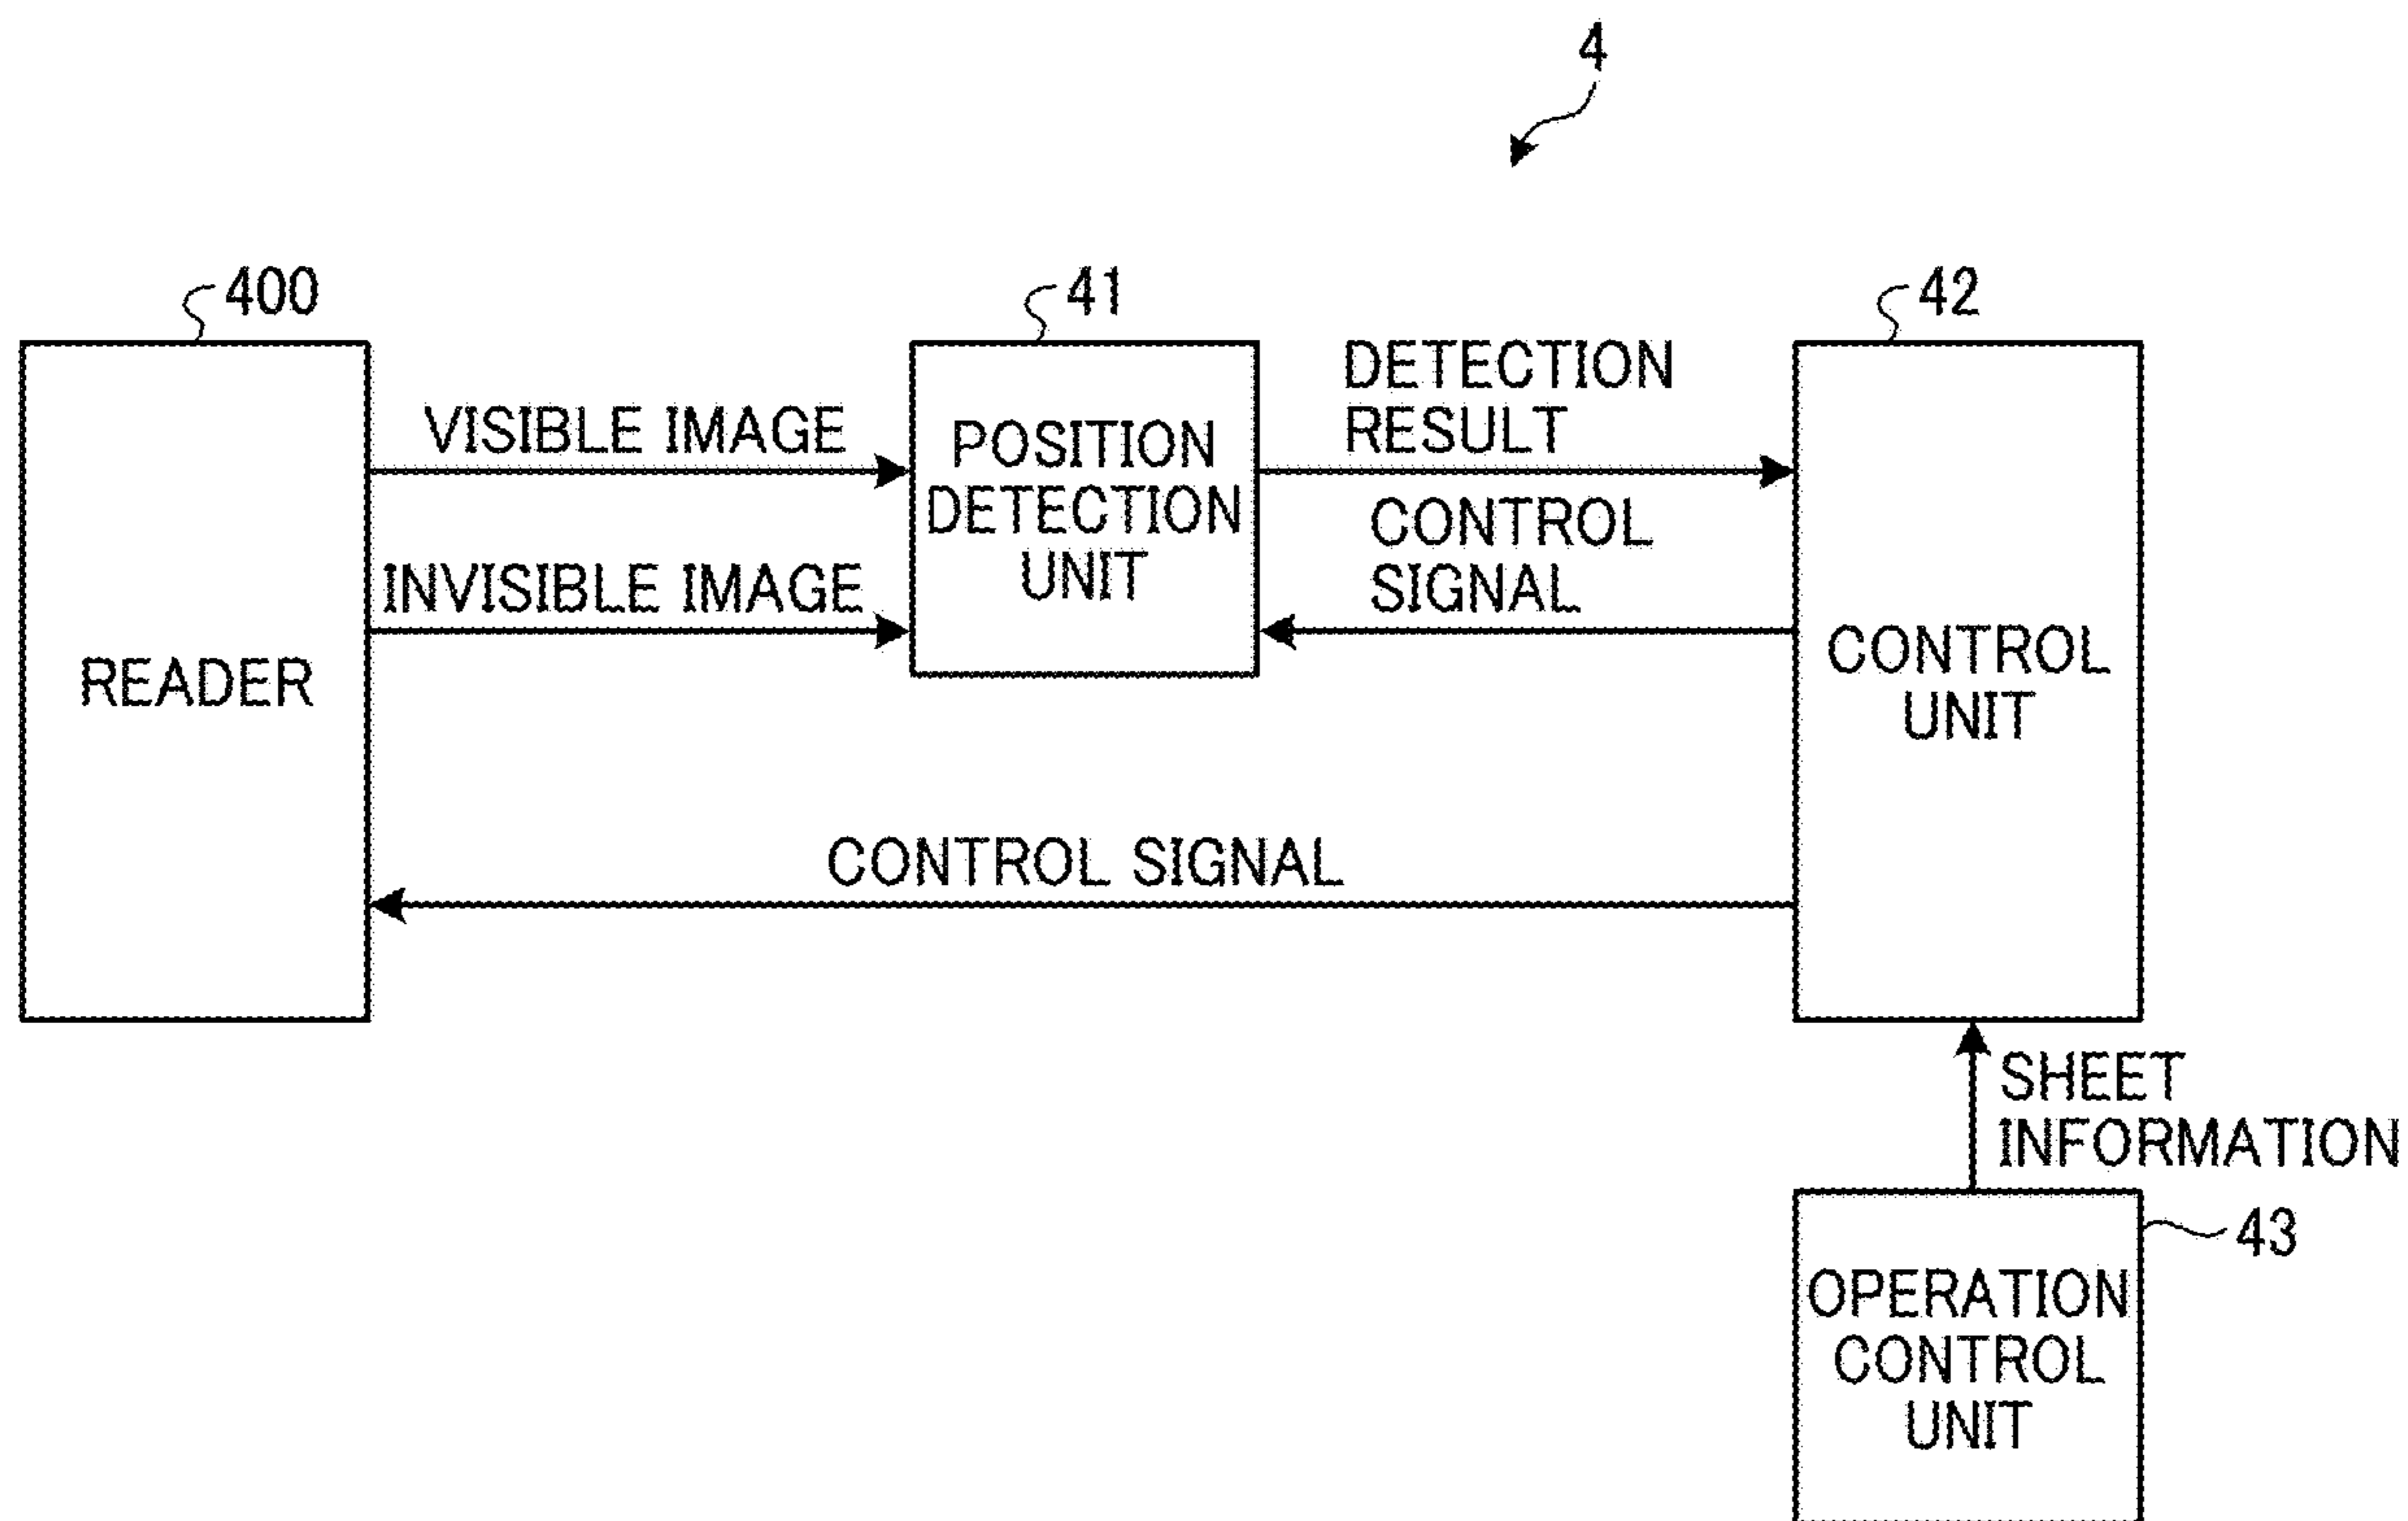 4
400
41
42
VISIBLE IMAGE
INVISIBLE IMAGE
READER
POSITION
DETECTION
UNIT
DETECTION
RESULT
CONTROL
SIGNAL
CONTROL
UNIT
CONTROL SIGNAL
SHEET
INFORMATION
43
OPERATION
CONTROL
UNIT